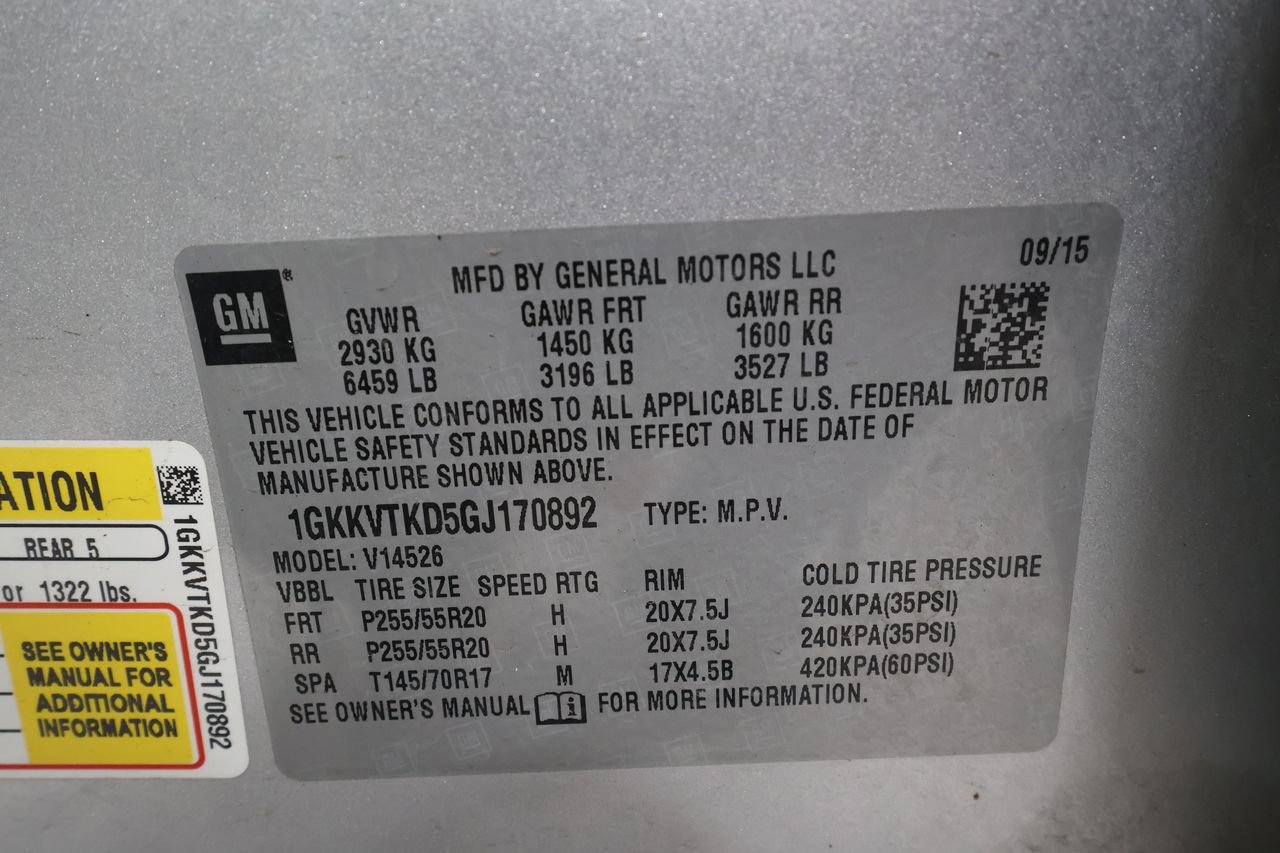 09/15
MFD BY GENERAL MOTORS LLC
GM®
GVWR GAWR FRT GAWR RR
2930 KG 1450 KG 1600 KG
6459 LB 3196 LB 3527 LB
THIS VEHICLE CONFORMS TO ALL APPLICABLE U.S. FEDERAL MOTOR
VEHICLE SAFETY STANDARDS IN EFFECT ON THE DATE OF
MANUFACTURE SHOWN ABOVE.
1GKKVTKD5GJ170892 TYPE: M.P.V.
MODEL: V14526
VBBL TIRE SIZE SPEED RTG RIM COLD TIRE PRESSURE
FRT P255/55R20 H 20X7.5J 240KPA(35PSI)
RR P255/55R20 H 20X7.5J 240KPA(35PSI)
SPA T145/70R17 M 17X4.5B 420KPA(60PSI)
SEE OWNER'S MANUAL i FOR MORE INFORMATION.
ATION
REAR 5
or 1322 lbs.
SEE OWNER'S
MANUAL FOR
ADDITIONAL
INFORMATION
1GKKVTKD5GJ170892